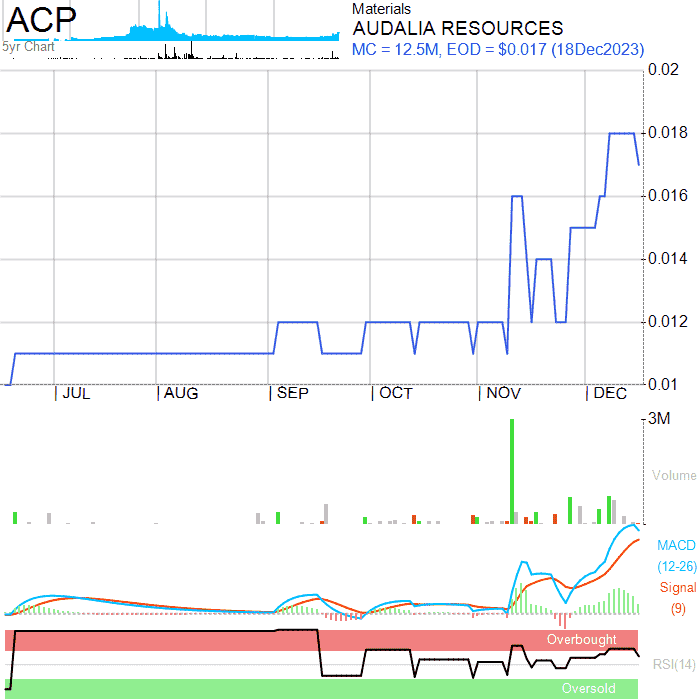 ACP
5yr Chart
Materials
AUDALIA RESOURCES
MC = 12.5M, EOD = $0.017 (18Dec2023)
0.02
0.018
0.016
0.014
0.012
0.01
JUL
AUG
SEP
OCT
NOV
DEC
3M
Volume
MACD
(12-26)
Signal
(9)
Overbought
RSI(14)
Oversold